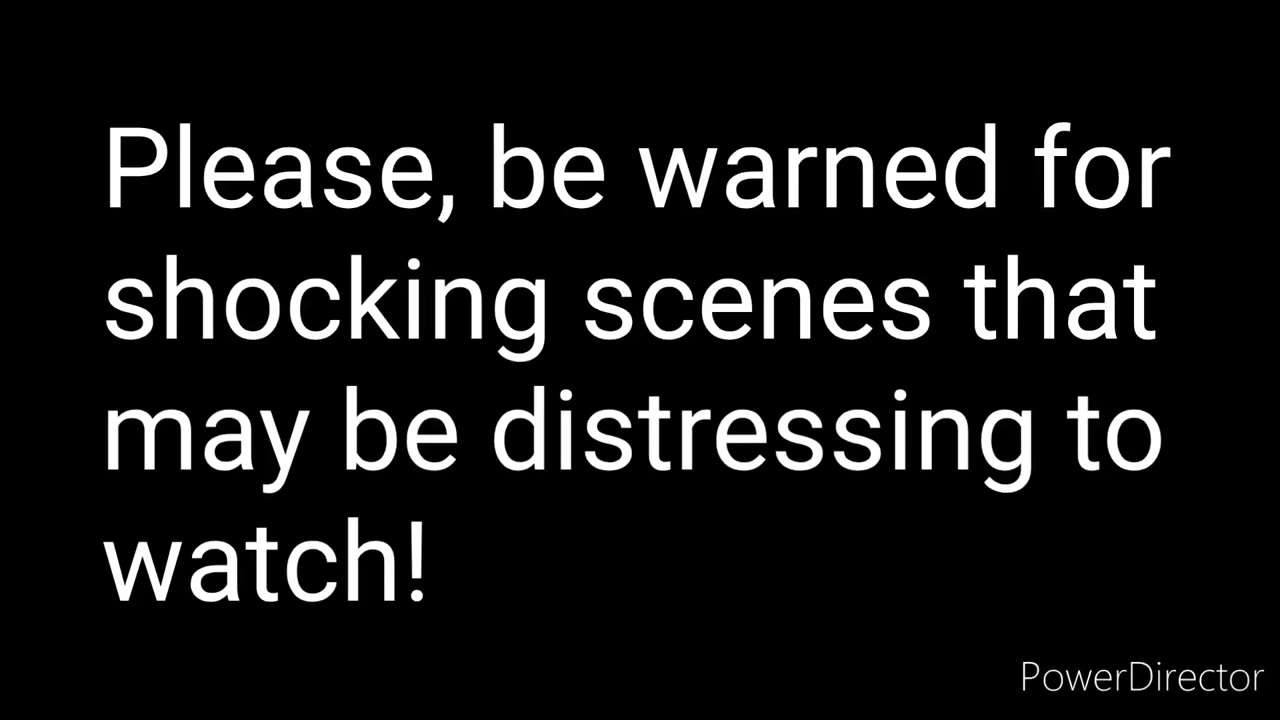 Please, be warned for
shocking scenes that
may be distressing to
watch!
PowerDirector